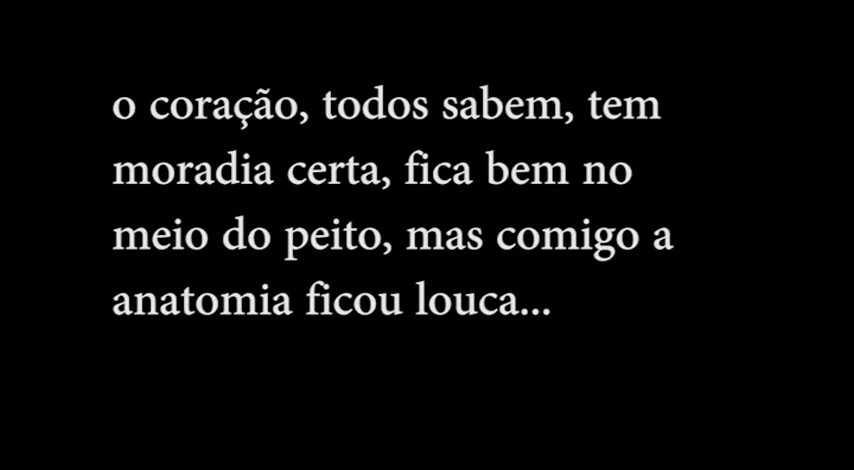 o coração, todos sabem, tem
moradia certa, fica bem no
meio do peito, mas comigo a
anatomia ficou louca...